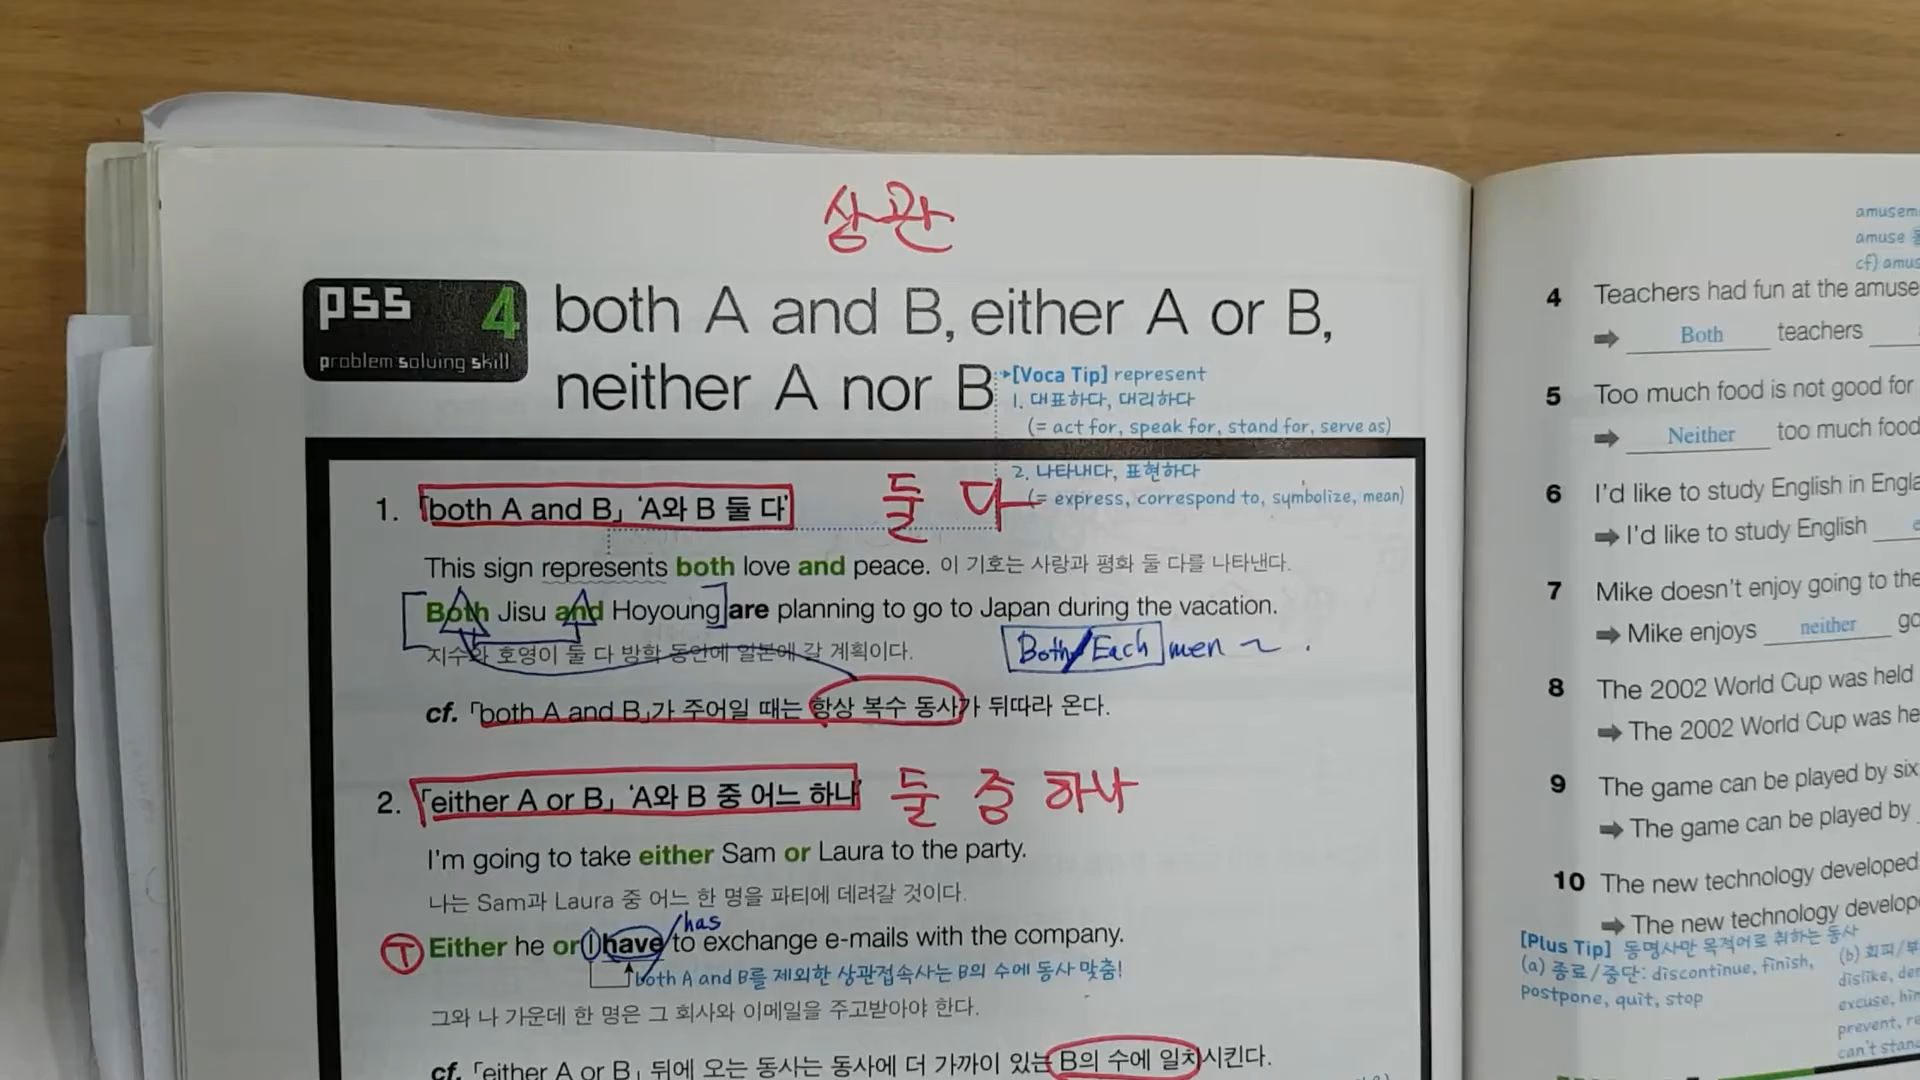 상관
pss 4
problem solving skill
both A and B, either A or B,
neither A nor B
[Voca Tip] represent
1. 대표하다, 대리하다
(= act for, speak for, stand for, serve as)
2. 나타내다, 표현하다
(= express, correspond to, symbolize, mean)
1. 「both A and B」 'A와 B 둘 다'
둘 다
This sign represents both love and peace. 이 기호는 사랑과 평화 둘 다를 나타낸다.
Both Jisu and Hoyoung are planning to go to Japan during the vacation.
지수와 호영이 둘 다 방학 동안에 일본에 갈 계획이다.
Both/Each men ~ .
cf. 「both A and B」가 주어일 때는 항상 복수 동사가 뒤따라 온다.
2. 「either A or B」 'A와 B 중 어느 하나'
둘 중 하나
I'm going to take either Sam or Laura to the party.
나는 Sam과 Laura 중 어느 한 명을 파티에 데려갈 것이다.
/has
T Either he or I have to exchange e-mails with the company.
both A and B를 제외한 상관접속사는 B의 수에 동사 맞춤!
그와 나 가운데 한 명은 그 회사와 이메일을 주고받아야 한다.
cf. 「either A or B」 뒤에 오는 동사는 동사에 더 가까이 있는 B의 수에 일치시킨다.
amusem
amuse
cf) amus
4 Teachers had fun at the amuse
➡ Both teachers
5 Too much food is not good for
➡ Neither too much food
6 I'd like to study English in Engla
➡ I'd like to study English
7 Mike doesn't enjoy going to the
➡ Mike enjoys neither go
8 The 2002 World Cup was held
➡ The 2002 World Cup was he
9 The game can be played by six
➡ The game can be played by
10 The new technology developed
➡ The new technology develop
[Plus Tip] 동명사만 목적어로 취하는 동사
(a) 종료/중단: discontinue, finish,
postpone, quit, stop
(b) 회피/부
dislike, der
excuse, hin
prevent, re
can't stand